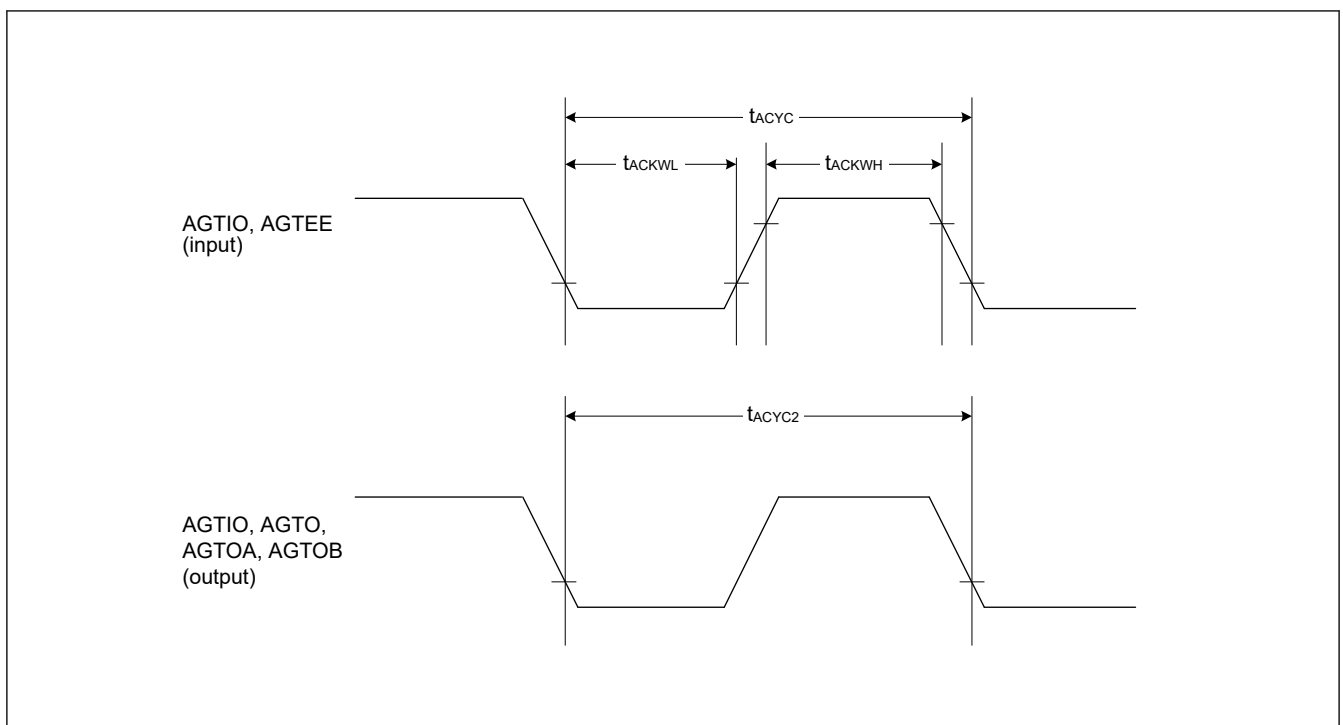 tACYC
tACKWL
tACKWH
AGTIO, AGTEE
(input)
tACYC2
AGTIO, AGTO,
AGTOA, AGTOB
(output)